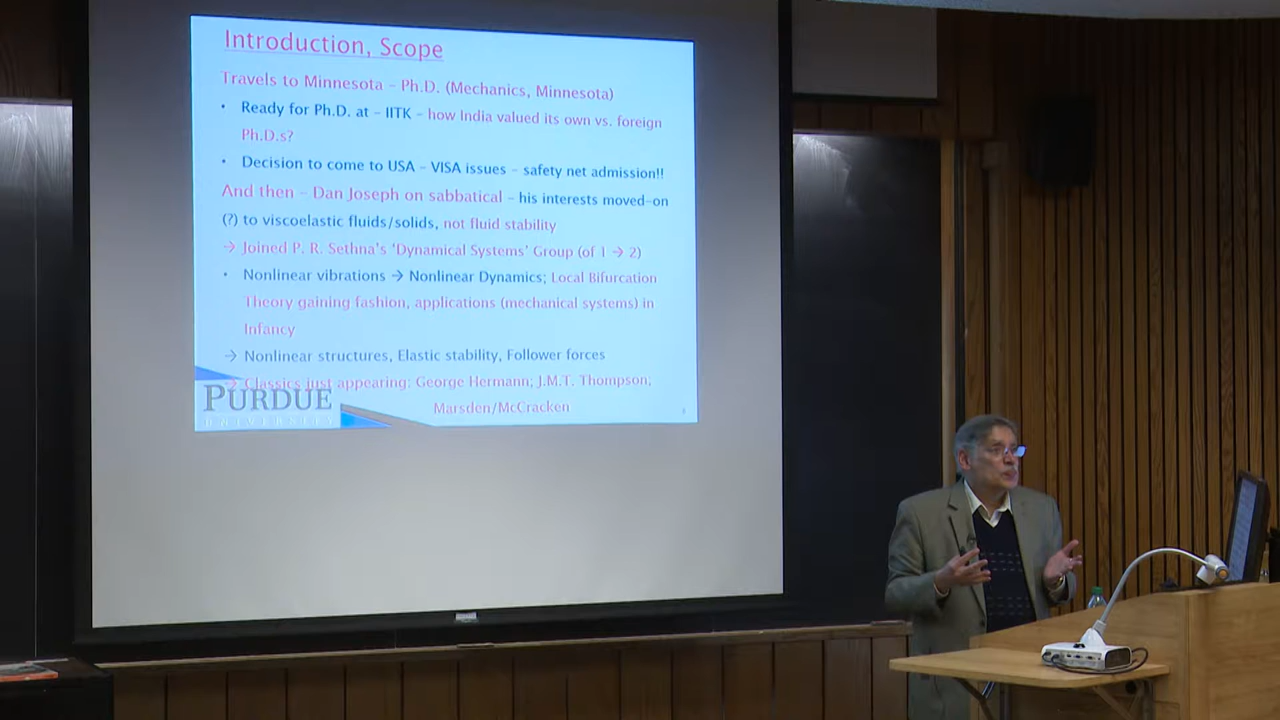 Introduction, Scope
Travels to Minnesota – Ph.D. (Mechanics, Minnesota)
• Ready for Ph.D. at – IITK – how India valued its own vs. foreign
Ph.D.s?
• Decision to come to USA – VISA issues – safety net admission!!
And then – Dan Joseph on sabbatical – his interests moved-on
(?) to viscoelastic fluids/solids, not fluid stability
→ Joined P. R. Sethna's 'Dynamical Systems' Group (of 1 → 2)
• Nonlinear vibrations → Nonlinear Dynamics; Local Bifurcation
Theory gaining fashion, applications (mechanical systems) in
Infancy
→ Nonlinear structures, Elastic stability, Follower forces
→ Classics just appearing: George Hermann; J.M.T. Thompson;
Marsden/McCracken
PURDUE
UNIVERSITY